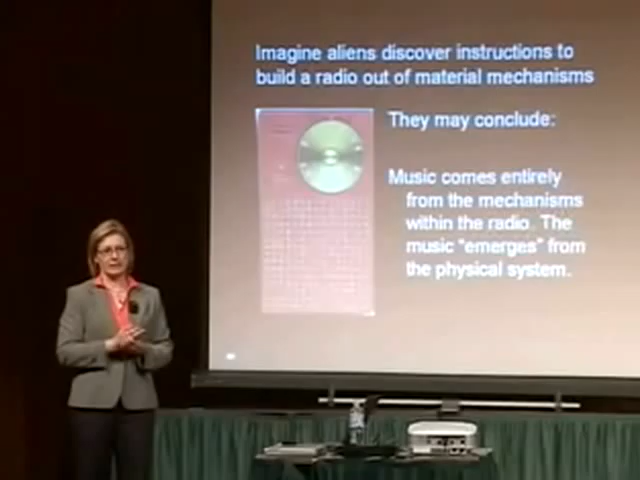 Imagine aliens discover instructions to
build a radio out of material mechanisms
They may conclude:
Music comes entirely
from the mechanisms
within the radio. The
music "emerges" from
the physical system.